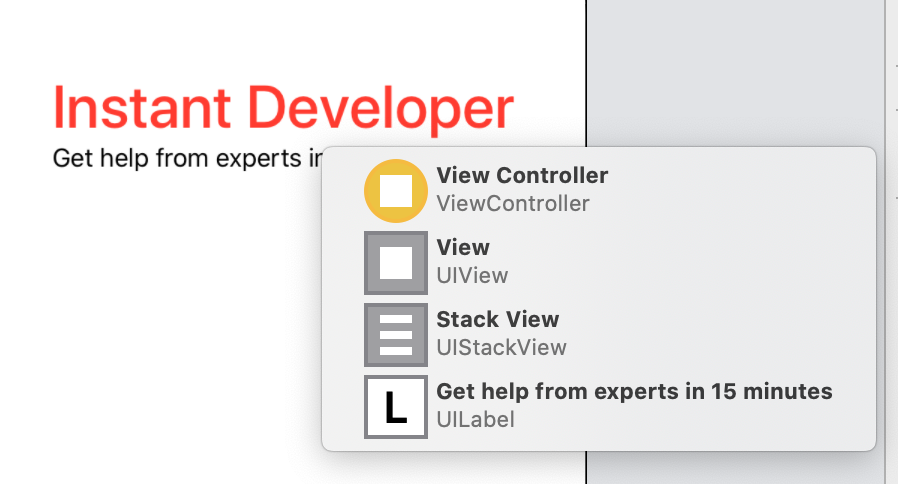 Instant Developer
Get help from experts in
View Controller
ViewController
View
UIView
Stack View
UIStackView
L
Get help from experts in 15 minutes
UILabel